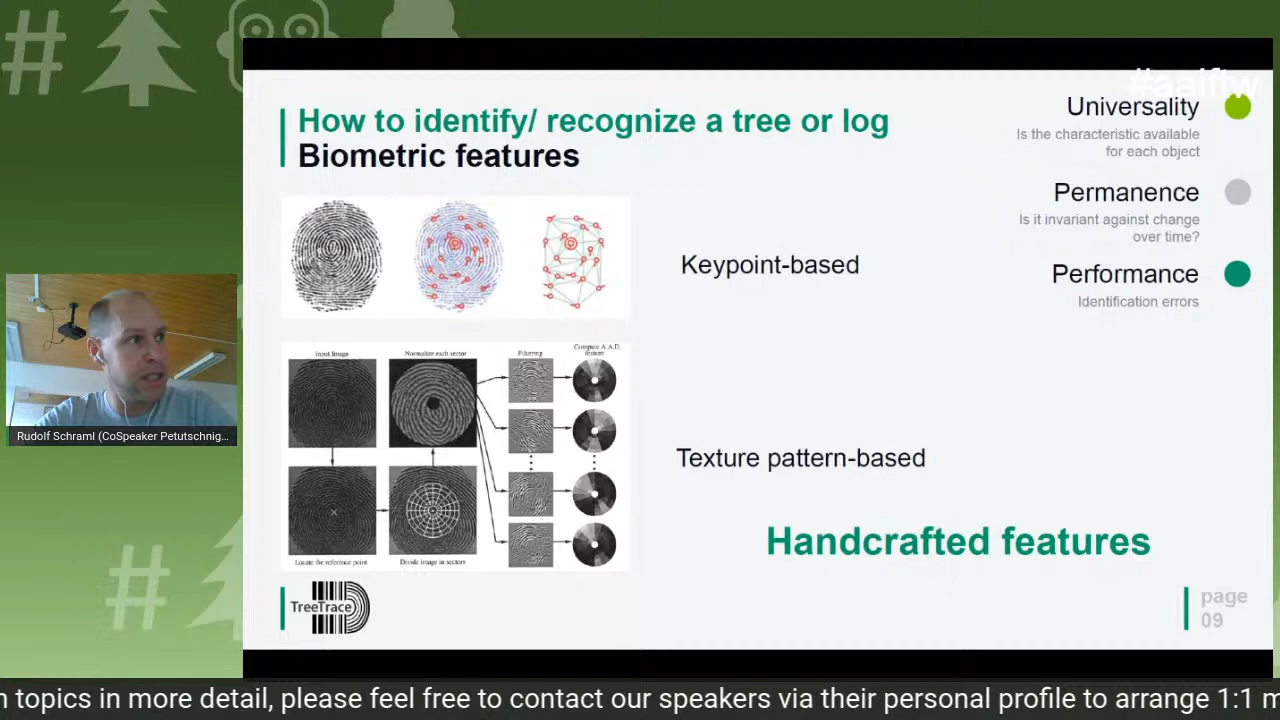 #aaiftw
How to identify/ recognize a tree or log
Biometric features
Universality
Is the characteristic available
for each object
Permanence
Is it invariant against change
over time?
Performance
Identification errors
Keypoint-based
Input Image
Normalize each sector
Filtering
Compute A.A.D.
feature
Locate the reference point
Divide image in sectors
Texture pattern-based
Handcrafted features
TreeTrace
page
09
Rudolf Schraml (CoSpeaker Petutschnig...
n topics in more detail, please feel free to contact our speakers via their personal profile to arrange 1:1 m